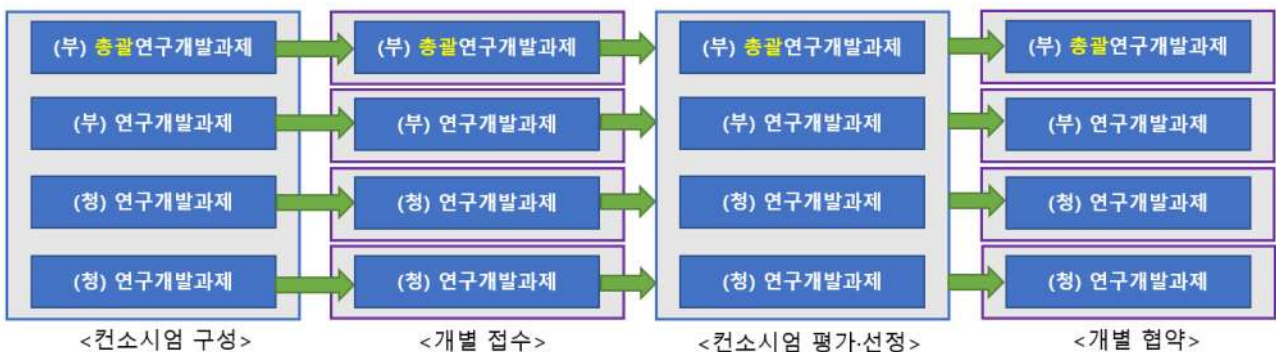 (부) 총괄연구개발과제 (부) 총괄연구개발과제 (부) 총괄연구개발과제 (부) 총괄연구개발과제
(부) 연구개발과제 (부) 연구개발과제 (부) 연구개발과제 (부) 연구개발과제
(청) 연구개발과제 (청) 연구개발과제 (청) 연구개발과제 (청) 연구개발과제
(청) 연구개발과제 (청) 연구개발과제 (청) 연구개발과제 (청) 연구개발과제
<컨소시엄 구성> <개별 접수> <컨소시엄 평가·선정> <개별 협약>